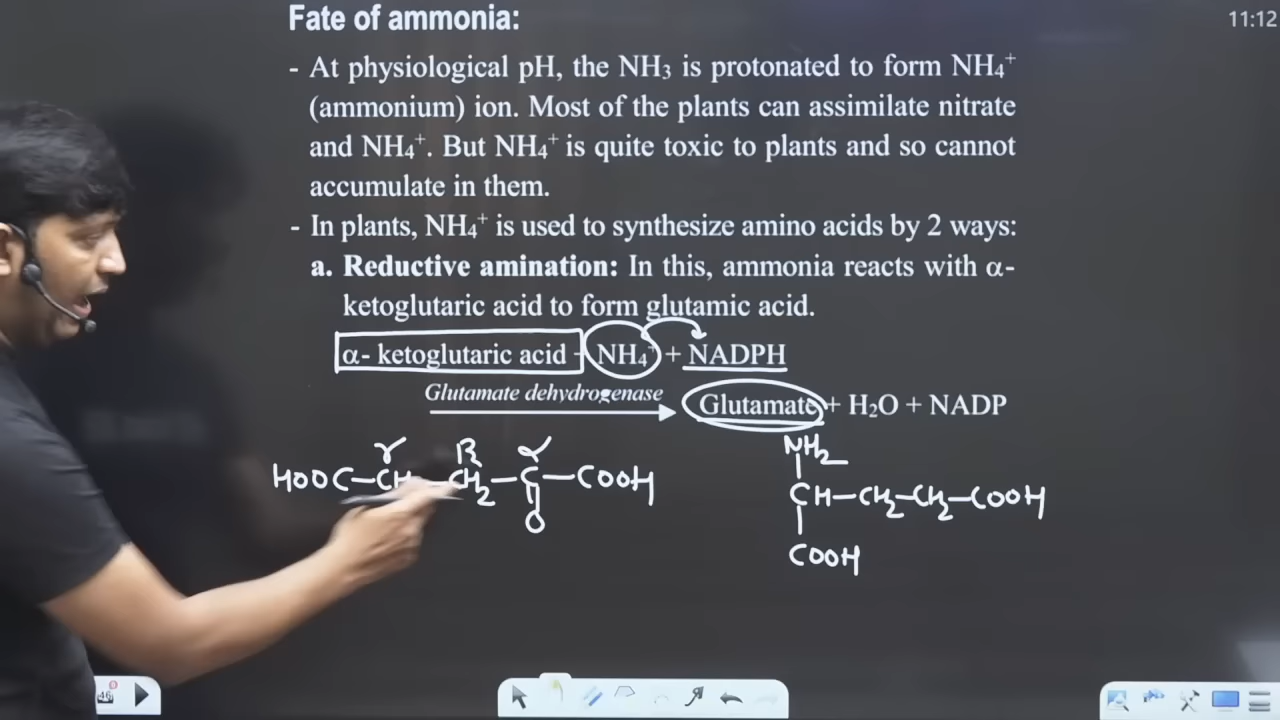 Fate of ammonia:
11:12
- At physiological pH, the NH₃ is protonated to form NH₄⁺
(ammonium) ion. Most of the plants can assimilate nitrate
and NH₄⁺. But NH₄⁺ is quite toxic to plants and so cannot
accumulate in them.
- In plants, NH₄⁺ is used to synthesize amino acids by 2 ways:
a. Reductive amination: In this, ammonia reacts with α-
ketoglutaric acid to form glutamic acid.
α- ketoglutaric acid + NH₄⁺ + NADPH
Glutamate dehydrogenase
Glutamate + H₂O + NADP
γ β α
HOOC-CH -CH₂-C-COOH
O
NH₂
CH-CH₂-CH₂-COOH
COOH
46
8